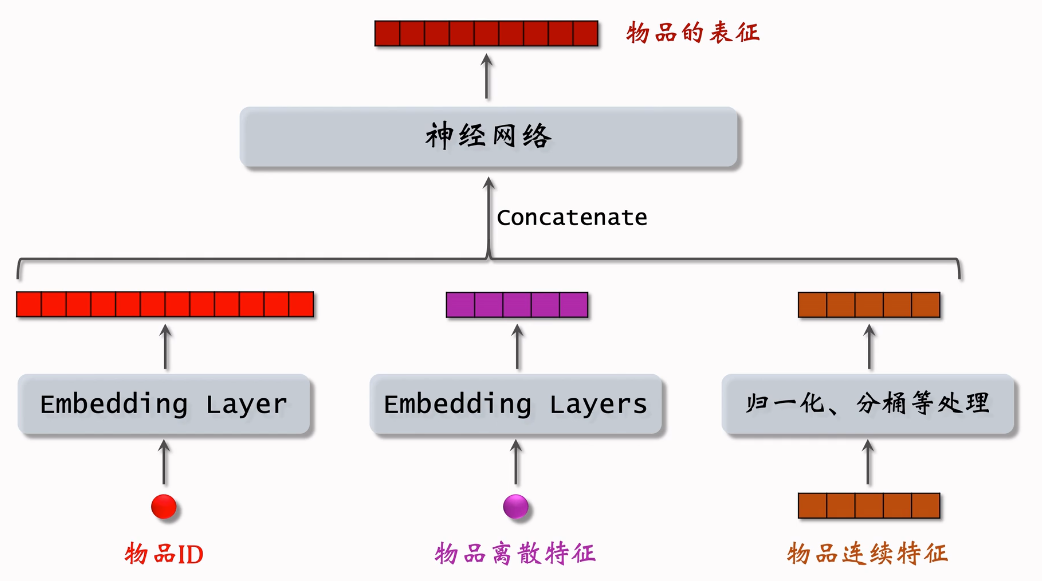 物品的表征
神经网络
Concatenate
Embedding Layer
Embedding Layers
归一化、分桶等处理
物品ID
物品离散特征
物品连续特征